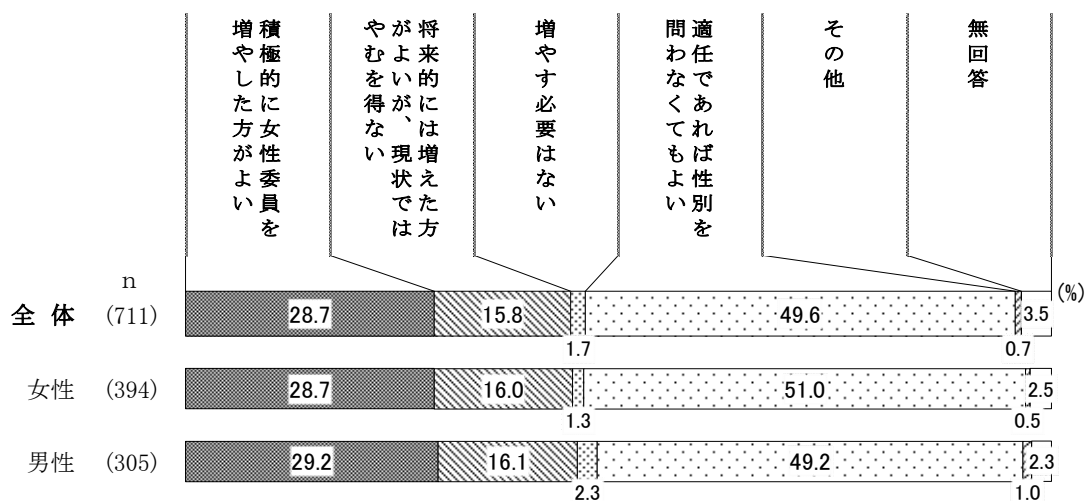 積極的に女性委員を
増やした方がよい
将来的には増えた方
がよいが、現状では
やむを得ない
増やす必要はない
適任であれば性別を
問わなくてもよい
その他
無回答
n
(%)
全体 (711) 28.7 15.8 1.7 49.6 0.7 3.5
女性 (394) 28.7 16.0 1.3 51.0 0.5 2.5
男性 (305) 29.2 16.1 2.3 49.2 1.0 2.3